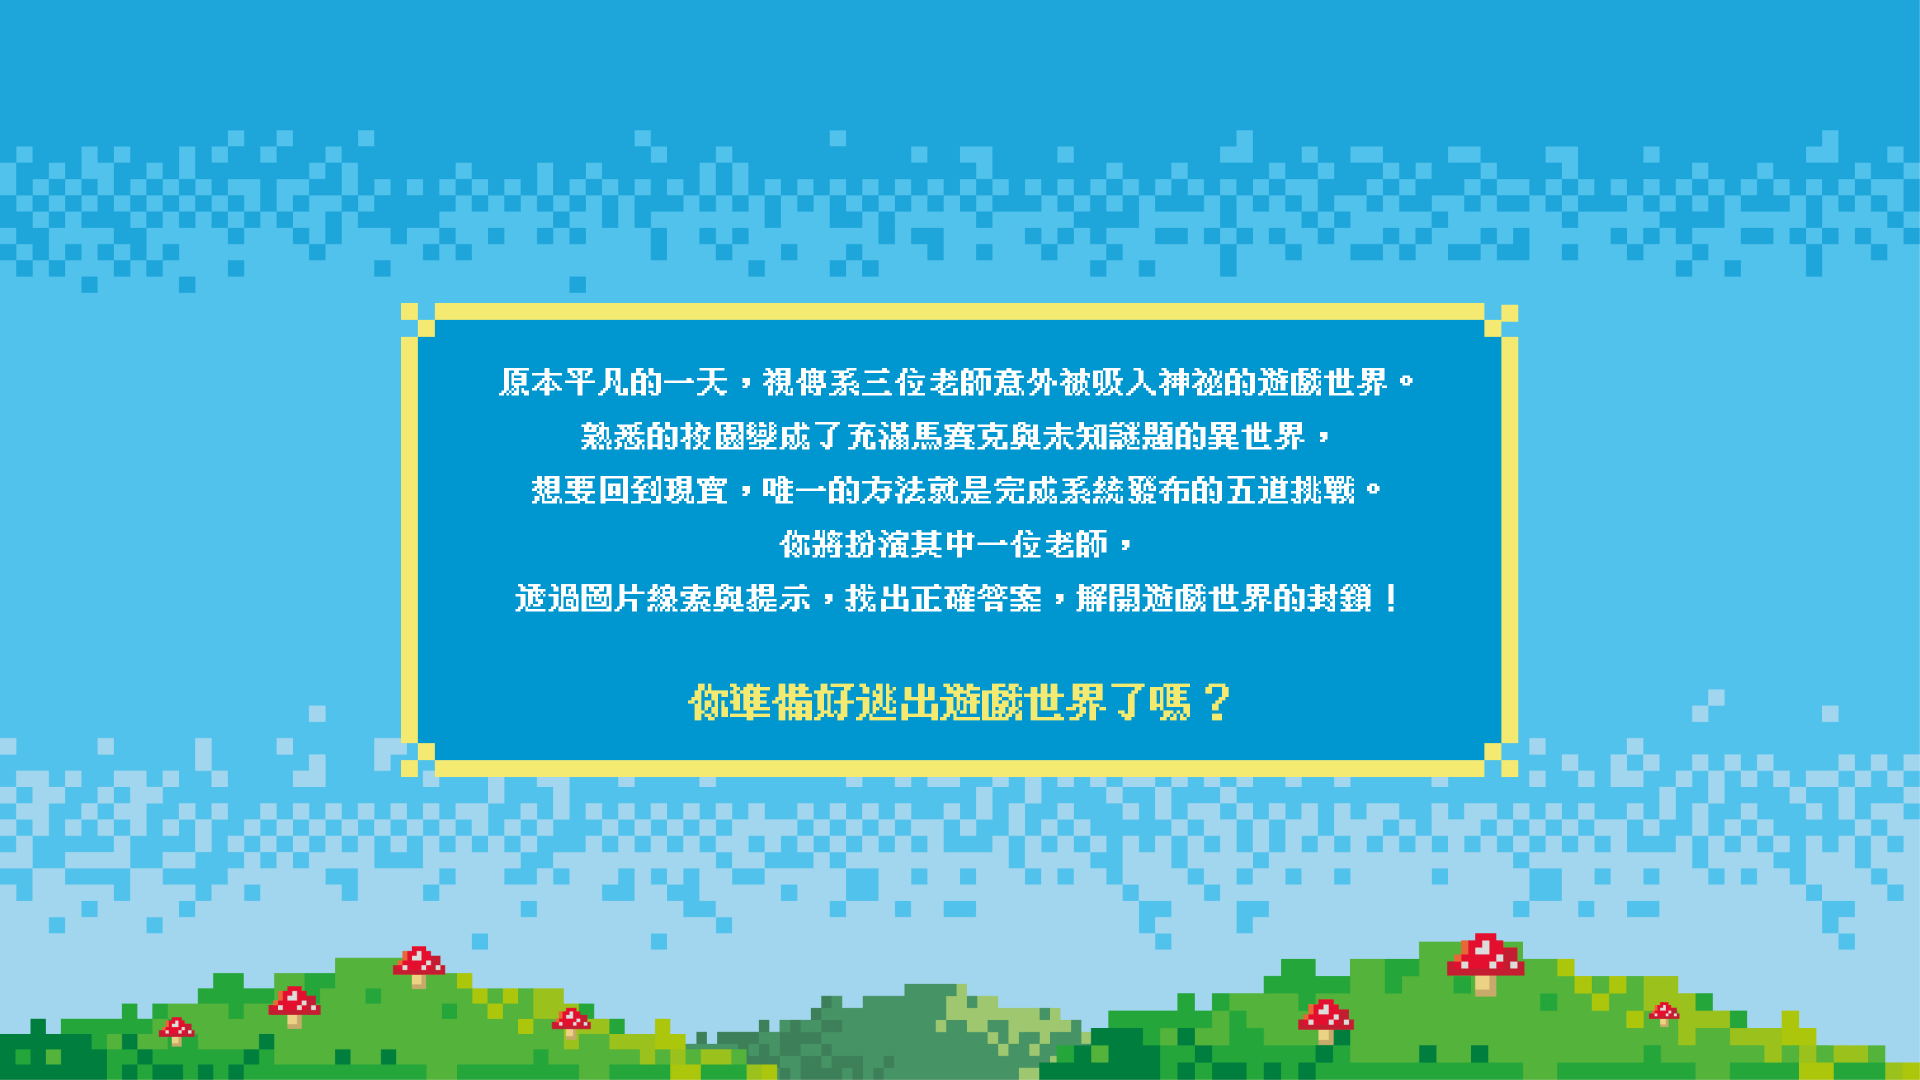 原本平凡的一天，視傳系三位老師意外被吸入神祕的遊戲世界。
熟悉的校園變成了充滿馬賽克與未知謎題的異世界，
想要回到現實，唯一的方法就是完成系統發布的五道挑戰。
你將扮演其中一位老師，
透過圖片線索與提示，找出正確答案，解開遊戲世界的封鎖！
你準備好逃出遊戲世界了嗎？